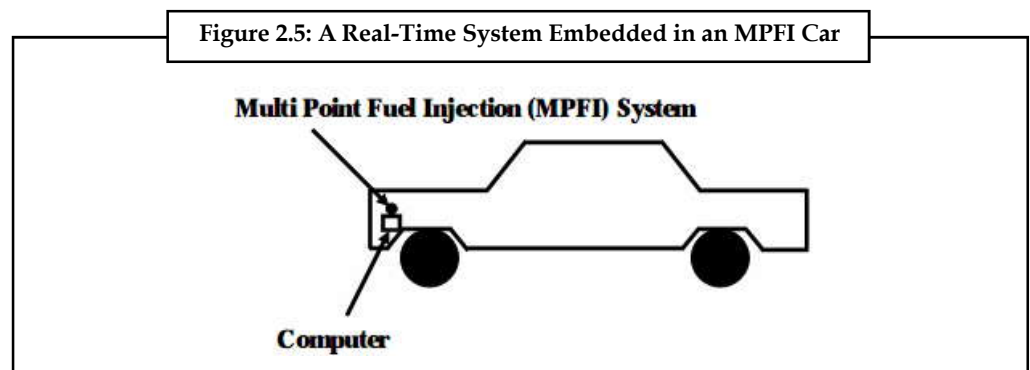 Figure 2.5: A Real-Time System Embedded in an MPFI Car
Multi Point Fuel Injection (MPFI) System
Computer